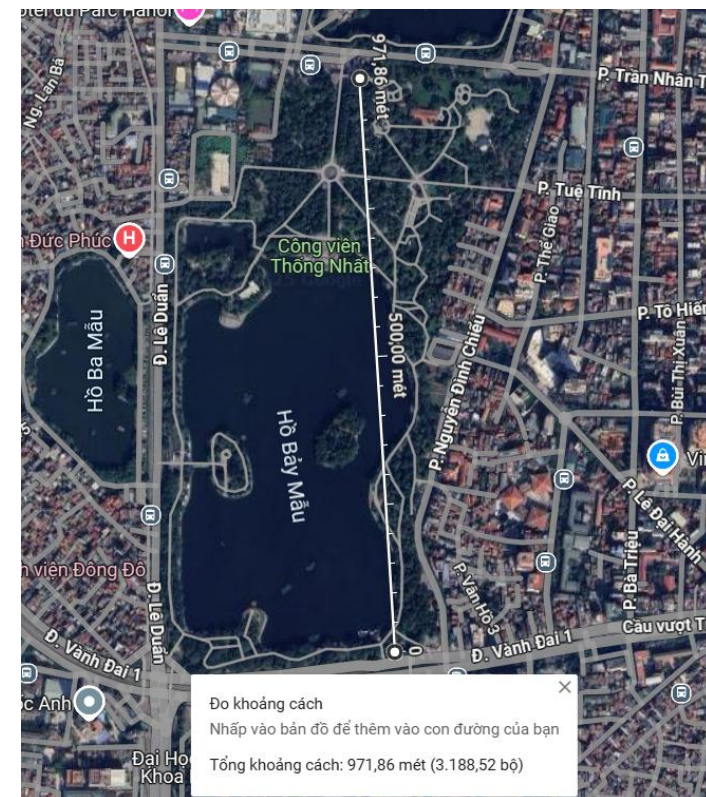 otel du Parc Hanoi
971,86 mét
P. Trần Nhân T
Ng. Lan Bá
P. Tuệ Tĩnh
n Đức Phúc
H
Công viên
Thống Nhất
P. Thể Giao
Đ. Lê Duẩn
P. Tô Hiến
Hồ Ba Mẫu
500,00 mét
P. Nguyễn Đình Chiểu
P. Bùi Thị Xuân
Hồ Bảy Mẫu
Vi
P. Lê Đại Hành
n viện Đống Đô
Đ. Lê Duẩn
P. Vân Hồ 3
P. Bà Triệu
Đ. Vành Đai 1
0
Đ. Vành Đai 1
Cầu vượt T
ốc Anh
Đại Họ
Khoa
Đo khoảng cách
Nhấp vào bản đồ để thêm vào con đường của bạn
Tổng khoảng cách: 971,86 mét (3.188,52 bộ)